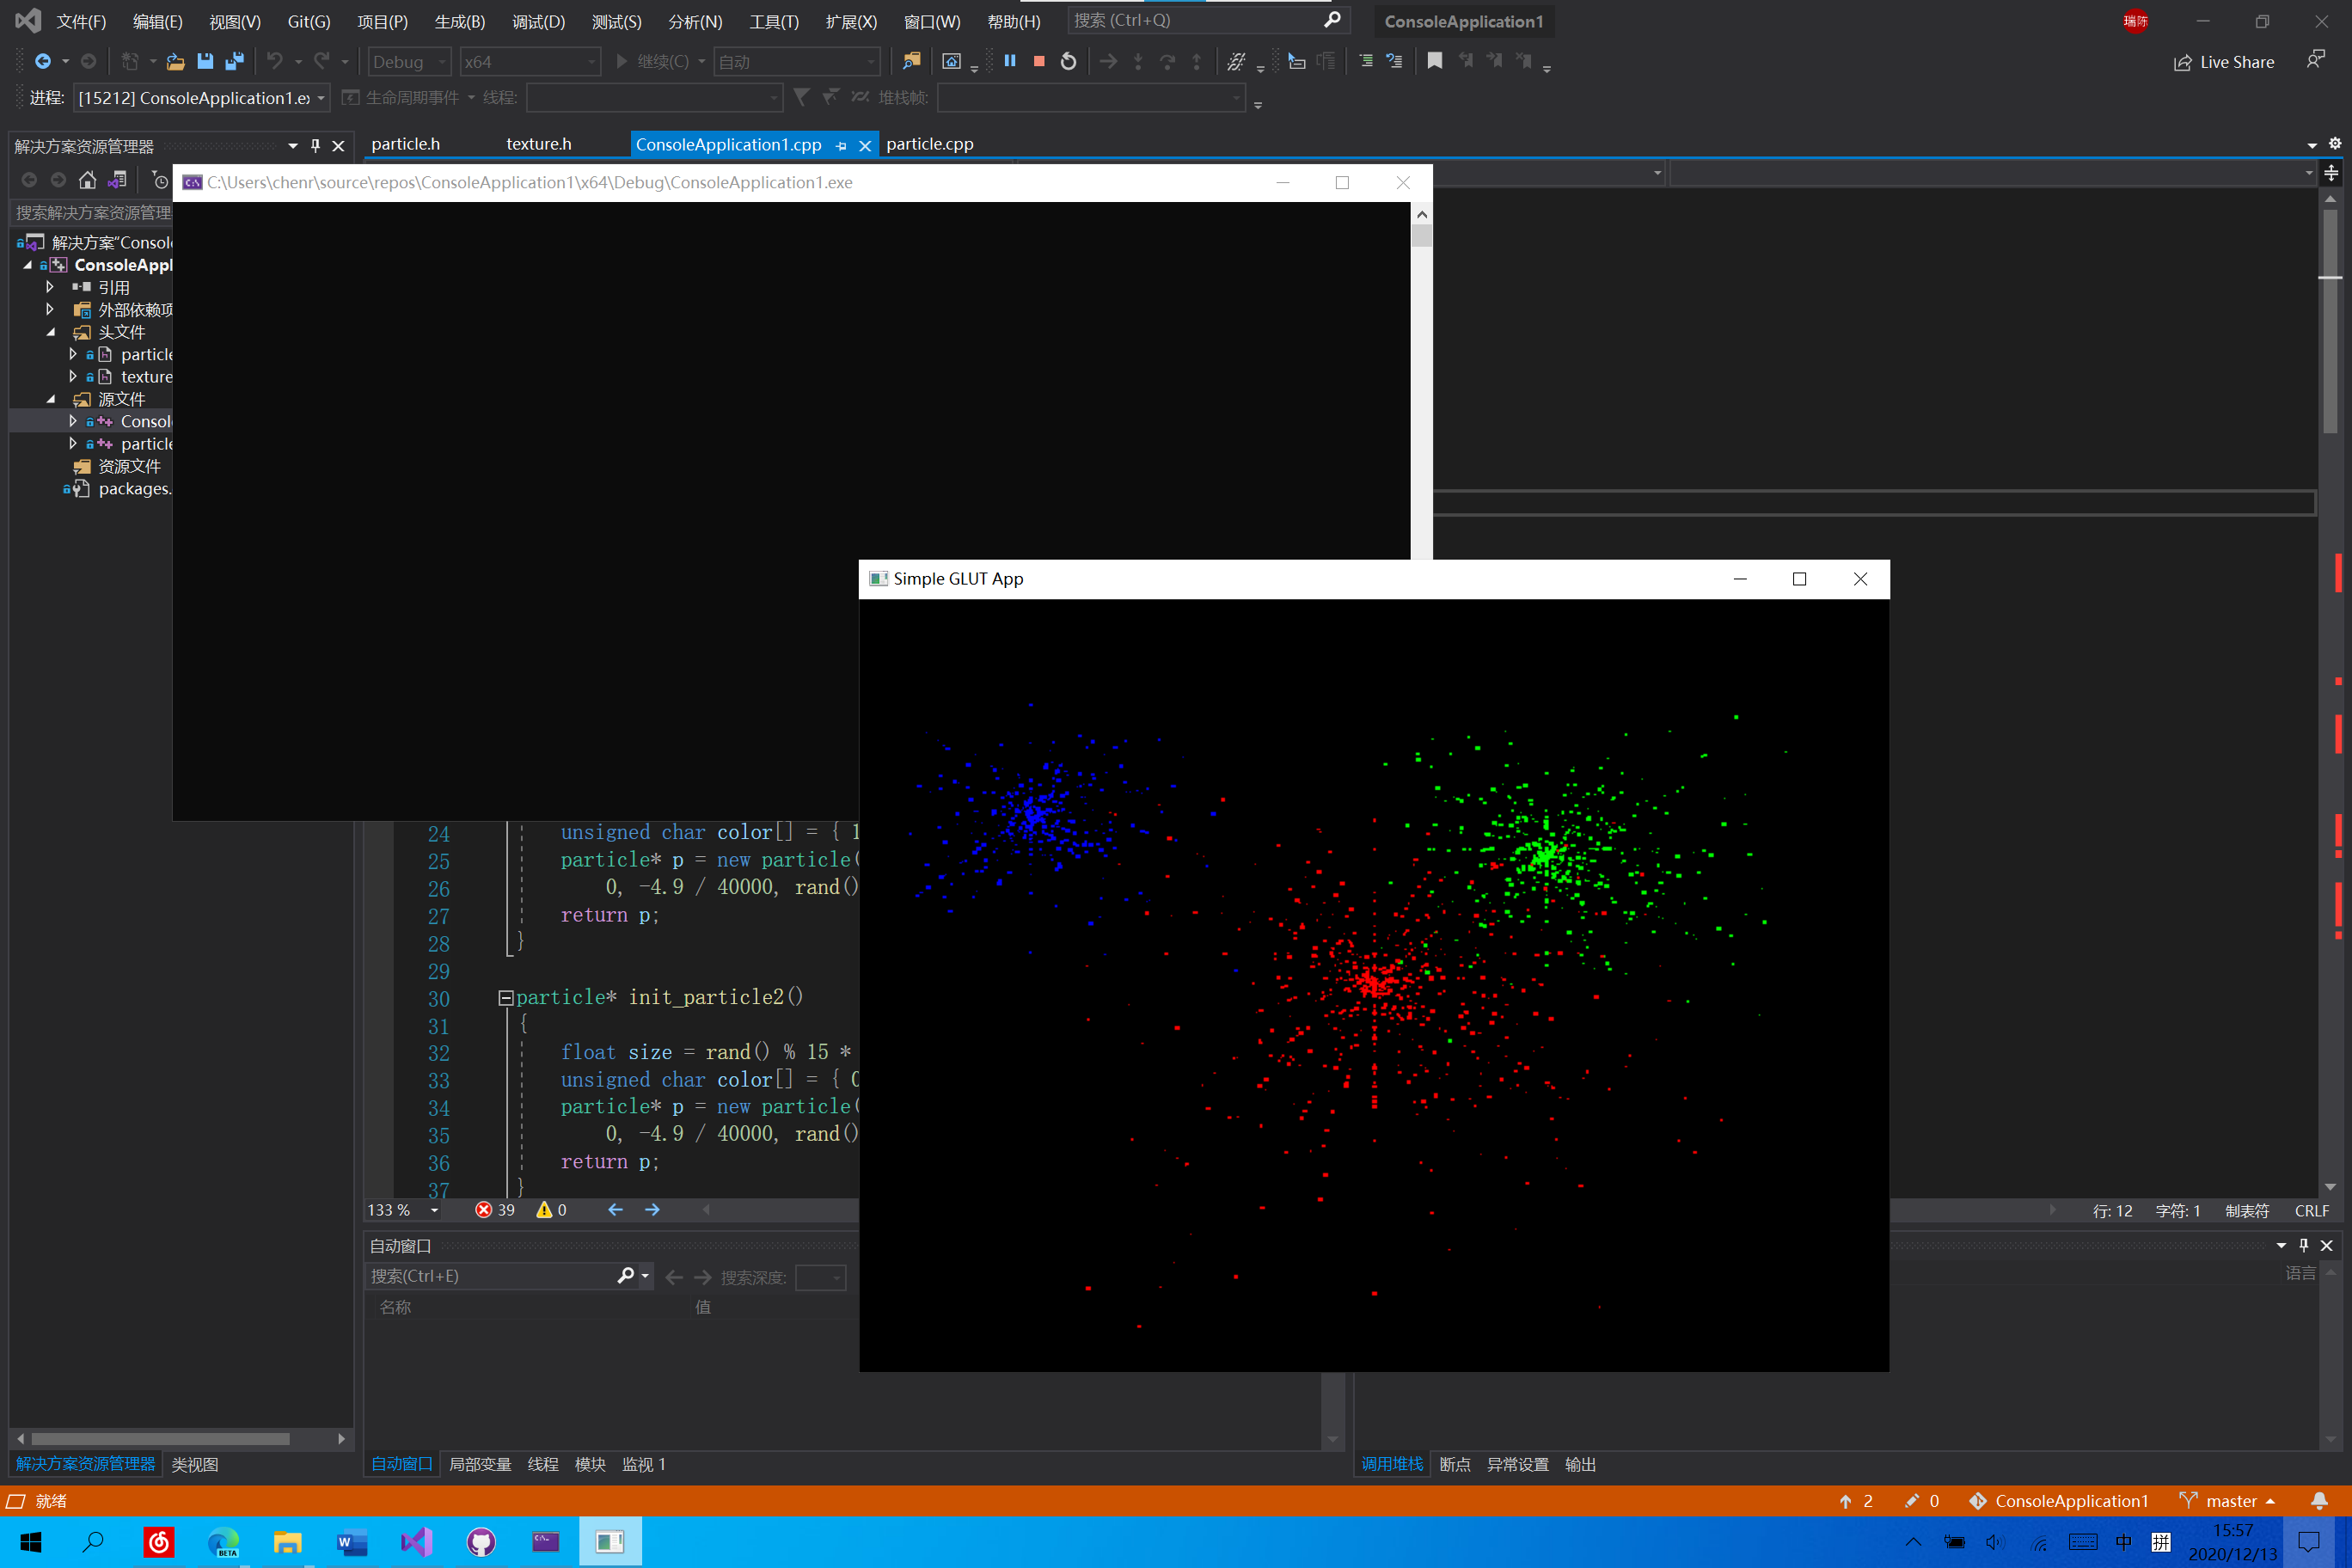 文件(F) 编辑(E) 视图(V) Git(G) 项目(P) 生成(B) 调试(D) 测试(S) 分析(N) 工具(T) 扩展(X) 窗口(W) 帮助(H) 搜索 (Ctrl+Q) ConsoleApplication1 瑞陈
Debug x64 继续(C) 自动 Live Share
进程: [15212] ConsoleApplication1.e 生命周期事件 线程: 堆栈帧:
解决方案资源管理器
particle.h texture.h ConsoleApplication1.cpp particle.cpp
C:\Users\chenr\source\repos\ConsoleApplication1\x64\Debug\ConsoleApplication1.exe
搜索解决方案资源管理
解决方案"Consol
ConsoleAppl
引用
外部依赖项
头文件
particle
texture
源文件
Consol
particle
资源文件
packages.
Simple GLUT App
24 unsigned char color[] = { 1
25 particle* p = new particle(
26 0, -4.9 / 40000, rand()
27 return p;
28 }
29
30 particle* init_particle2()
31 {
32 float size = rand() % 15 *
33 unsigned char color[] = { 0
34 particle* p = new particle(
35 0, -4.9 / 40000, rand()
36 return p;
37 }
133 % 39 0 行: 12 字符: 1 制表符 CRLF
自动窗口
搜索(Ctrl+E) 搜索深度: 语言
名称 值
解决方案资源管理器 类视图 自动窗口 局部变量 线程 模块 监视 1 调用堆栈 断点 异常设置 输出
就绪 2 0 ConsoleApplication1 master
BETA 中 拼 15:57
2020/12/13